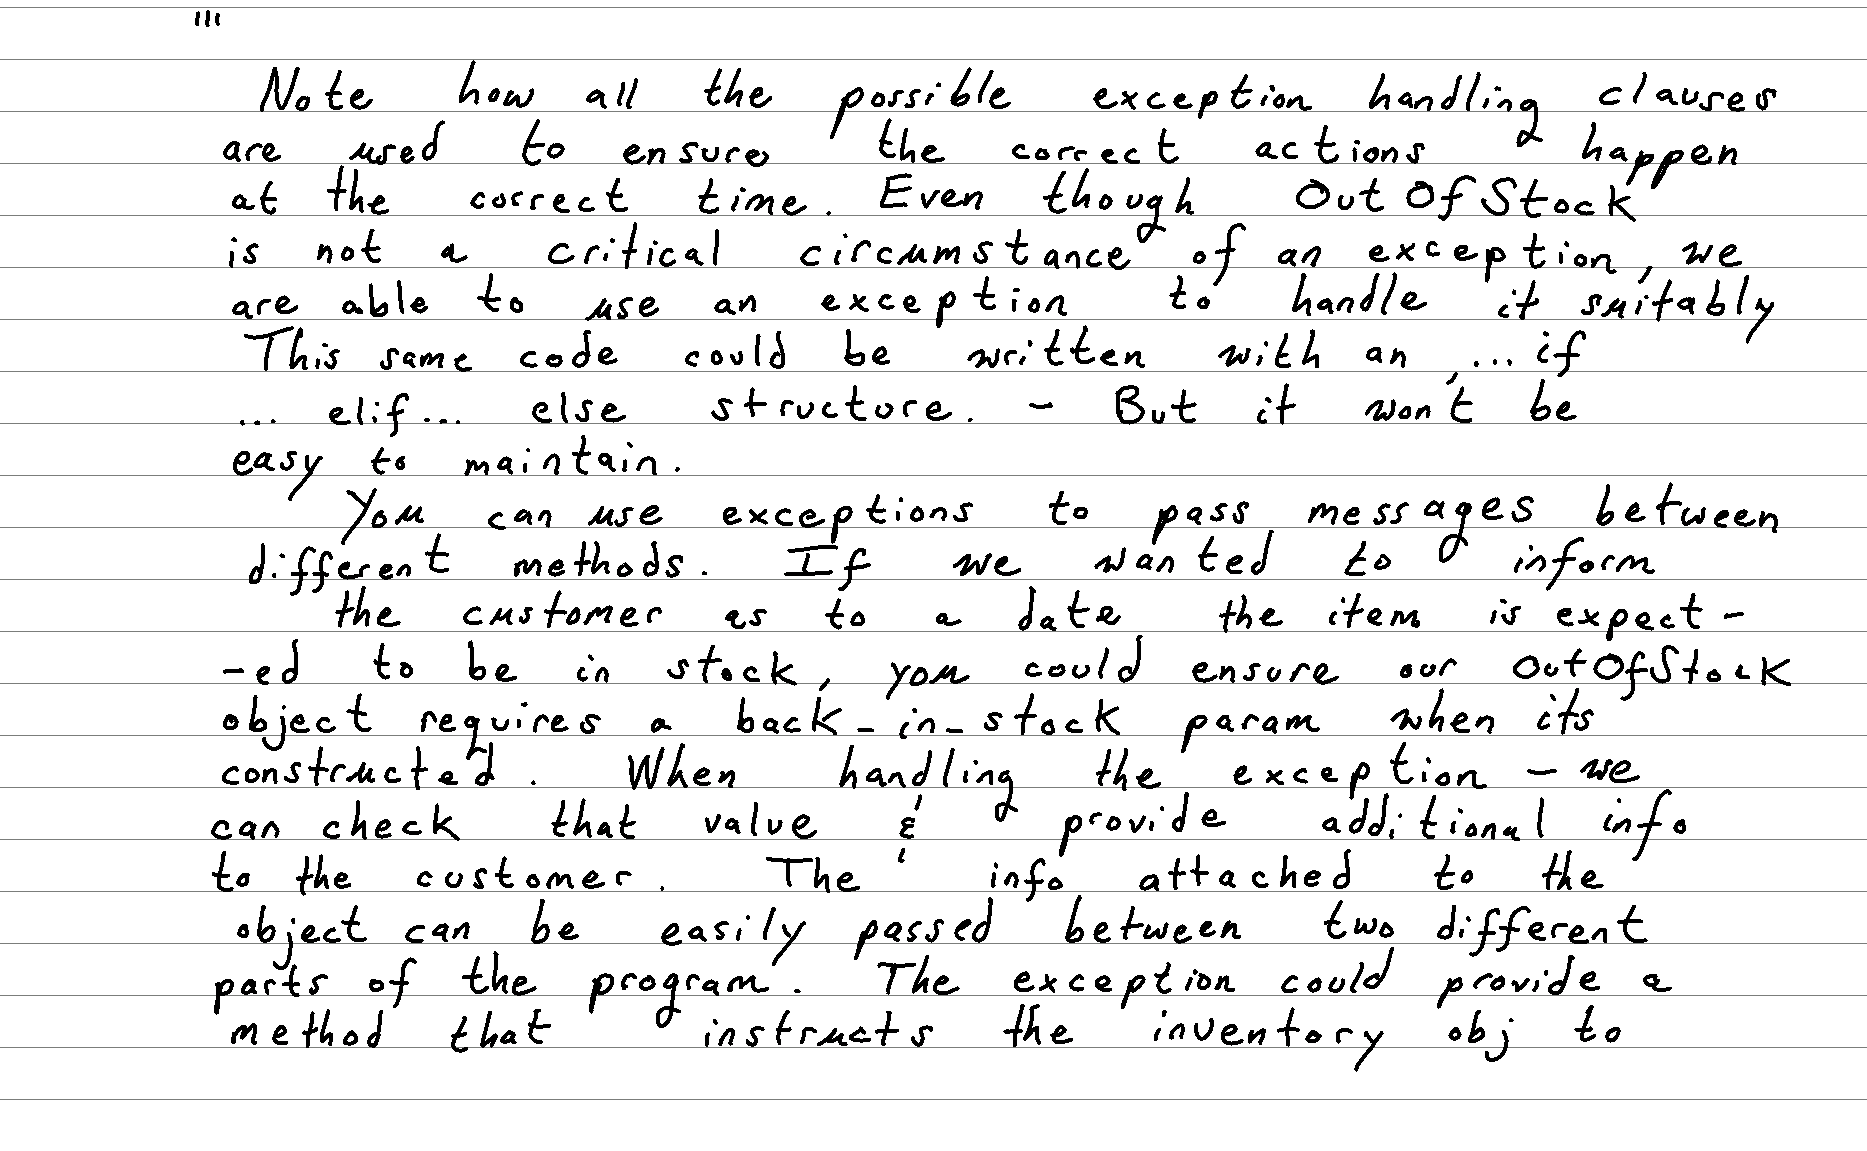 '''
Note how all the possible exception handling clauses
are used to ensure the correct actions happen
at the correct time. Even though OutOfStock
is not a critical circumstance of an exception, we
are able to use an exception to handle it suitably
This same code could be written with an ... if
... elif... else structure. - But it won't be
easy to maintain.
You can use exceptions to pass messages between
different methods. If we wanted to inform
the customer as to a date the item is expect-
-ed to be in stock, you could ensure our OutOfStock
object requires a back_in_stock param when its
constructed. When handling the exception - we
can check that value & provide additional info
to the customer. The info attached to the
object can be easily passed between two different
parts of the program. The exception could provide a
method that instructs the inventory obj to